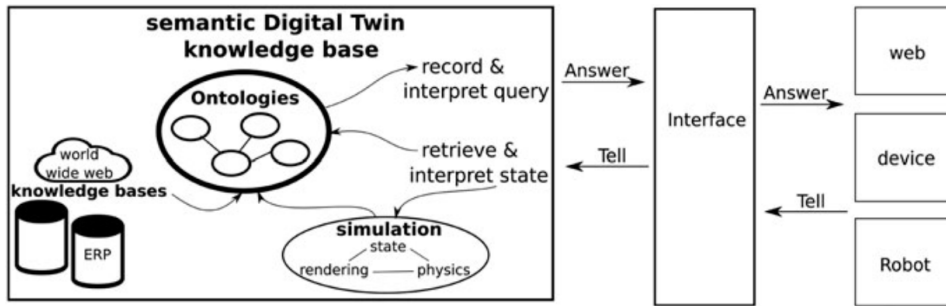 semantic Digital Twin
knowledge base
Ontologies
record &
interpret query
retrieve &
interpret state
world
wide web
knowledge bases
ERP
simulation
state
rendering
physics
Answer
Tell
Interface
Answer
Tell
web
device
Robot